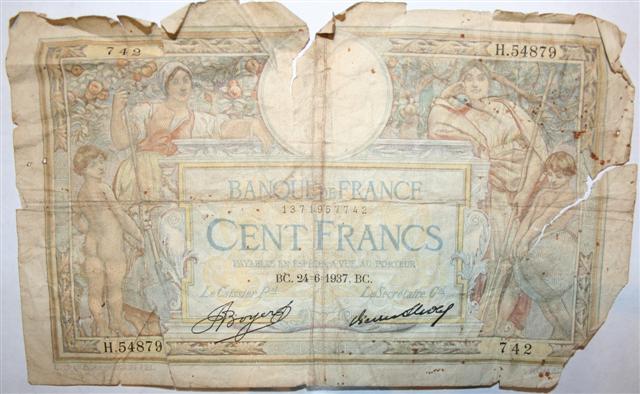 742
H.54879
BANQUE DE FRANCE
1371957742
CENT FRANCS
PAYABLES EN ESPÈCES, A VUE, AU PORTEUR
BC. 24=6=1937. BC.
Le Caissier Pal. Le Secrétaire Gal.
J Boyer
H.54879
742